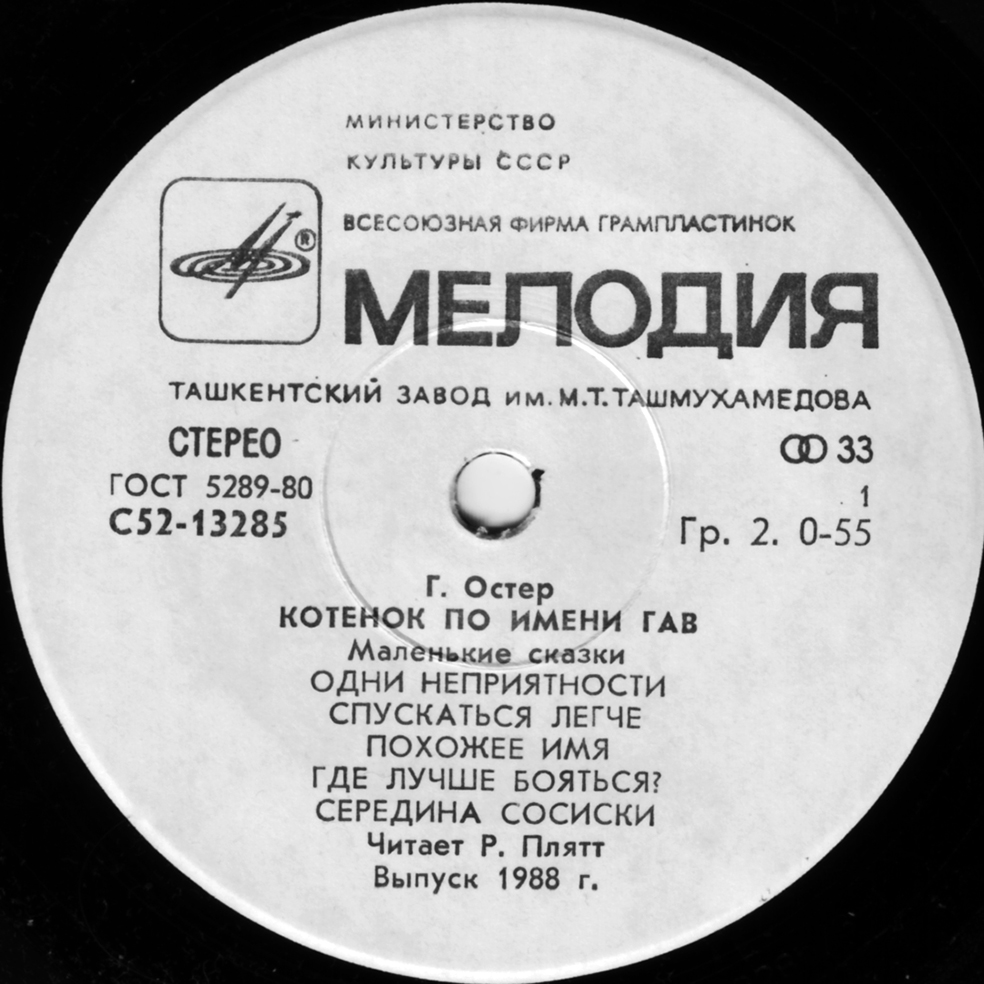 МИНИСТЕРСТВО
КУЛЬТУРЫ СССР
ВСЕСОЮЗНАЯ ФИРМА ГРАМПЛАСТИНОК
®
МЕЛОДИЯ
ТАШКЕНТСКИЙ ЗАВОД им. М.Т.ТАШМУХАМЕДОВА
СТЕРЕО 33
ГОСТ 5289-80 1
С52-13285 Гр. 2. 0-55
Г. Остер
КОТЕНОК ПО ИМЕНИ ГАВ
Маленькие сказки
ОДНИ НЕПРИЯТНОСТИ
СПУСКАТЬСЯ ЛЕГЧЕ
ПОХОЖЕЕ ИМЯ
ГДЕ ЛУЧШЕ БОЯТЬСЯ?
СЕРЕДИНА СОСИСКИ
Читает Р. Плятт
Выпуск 1988 г.